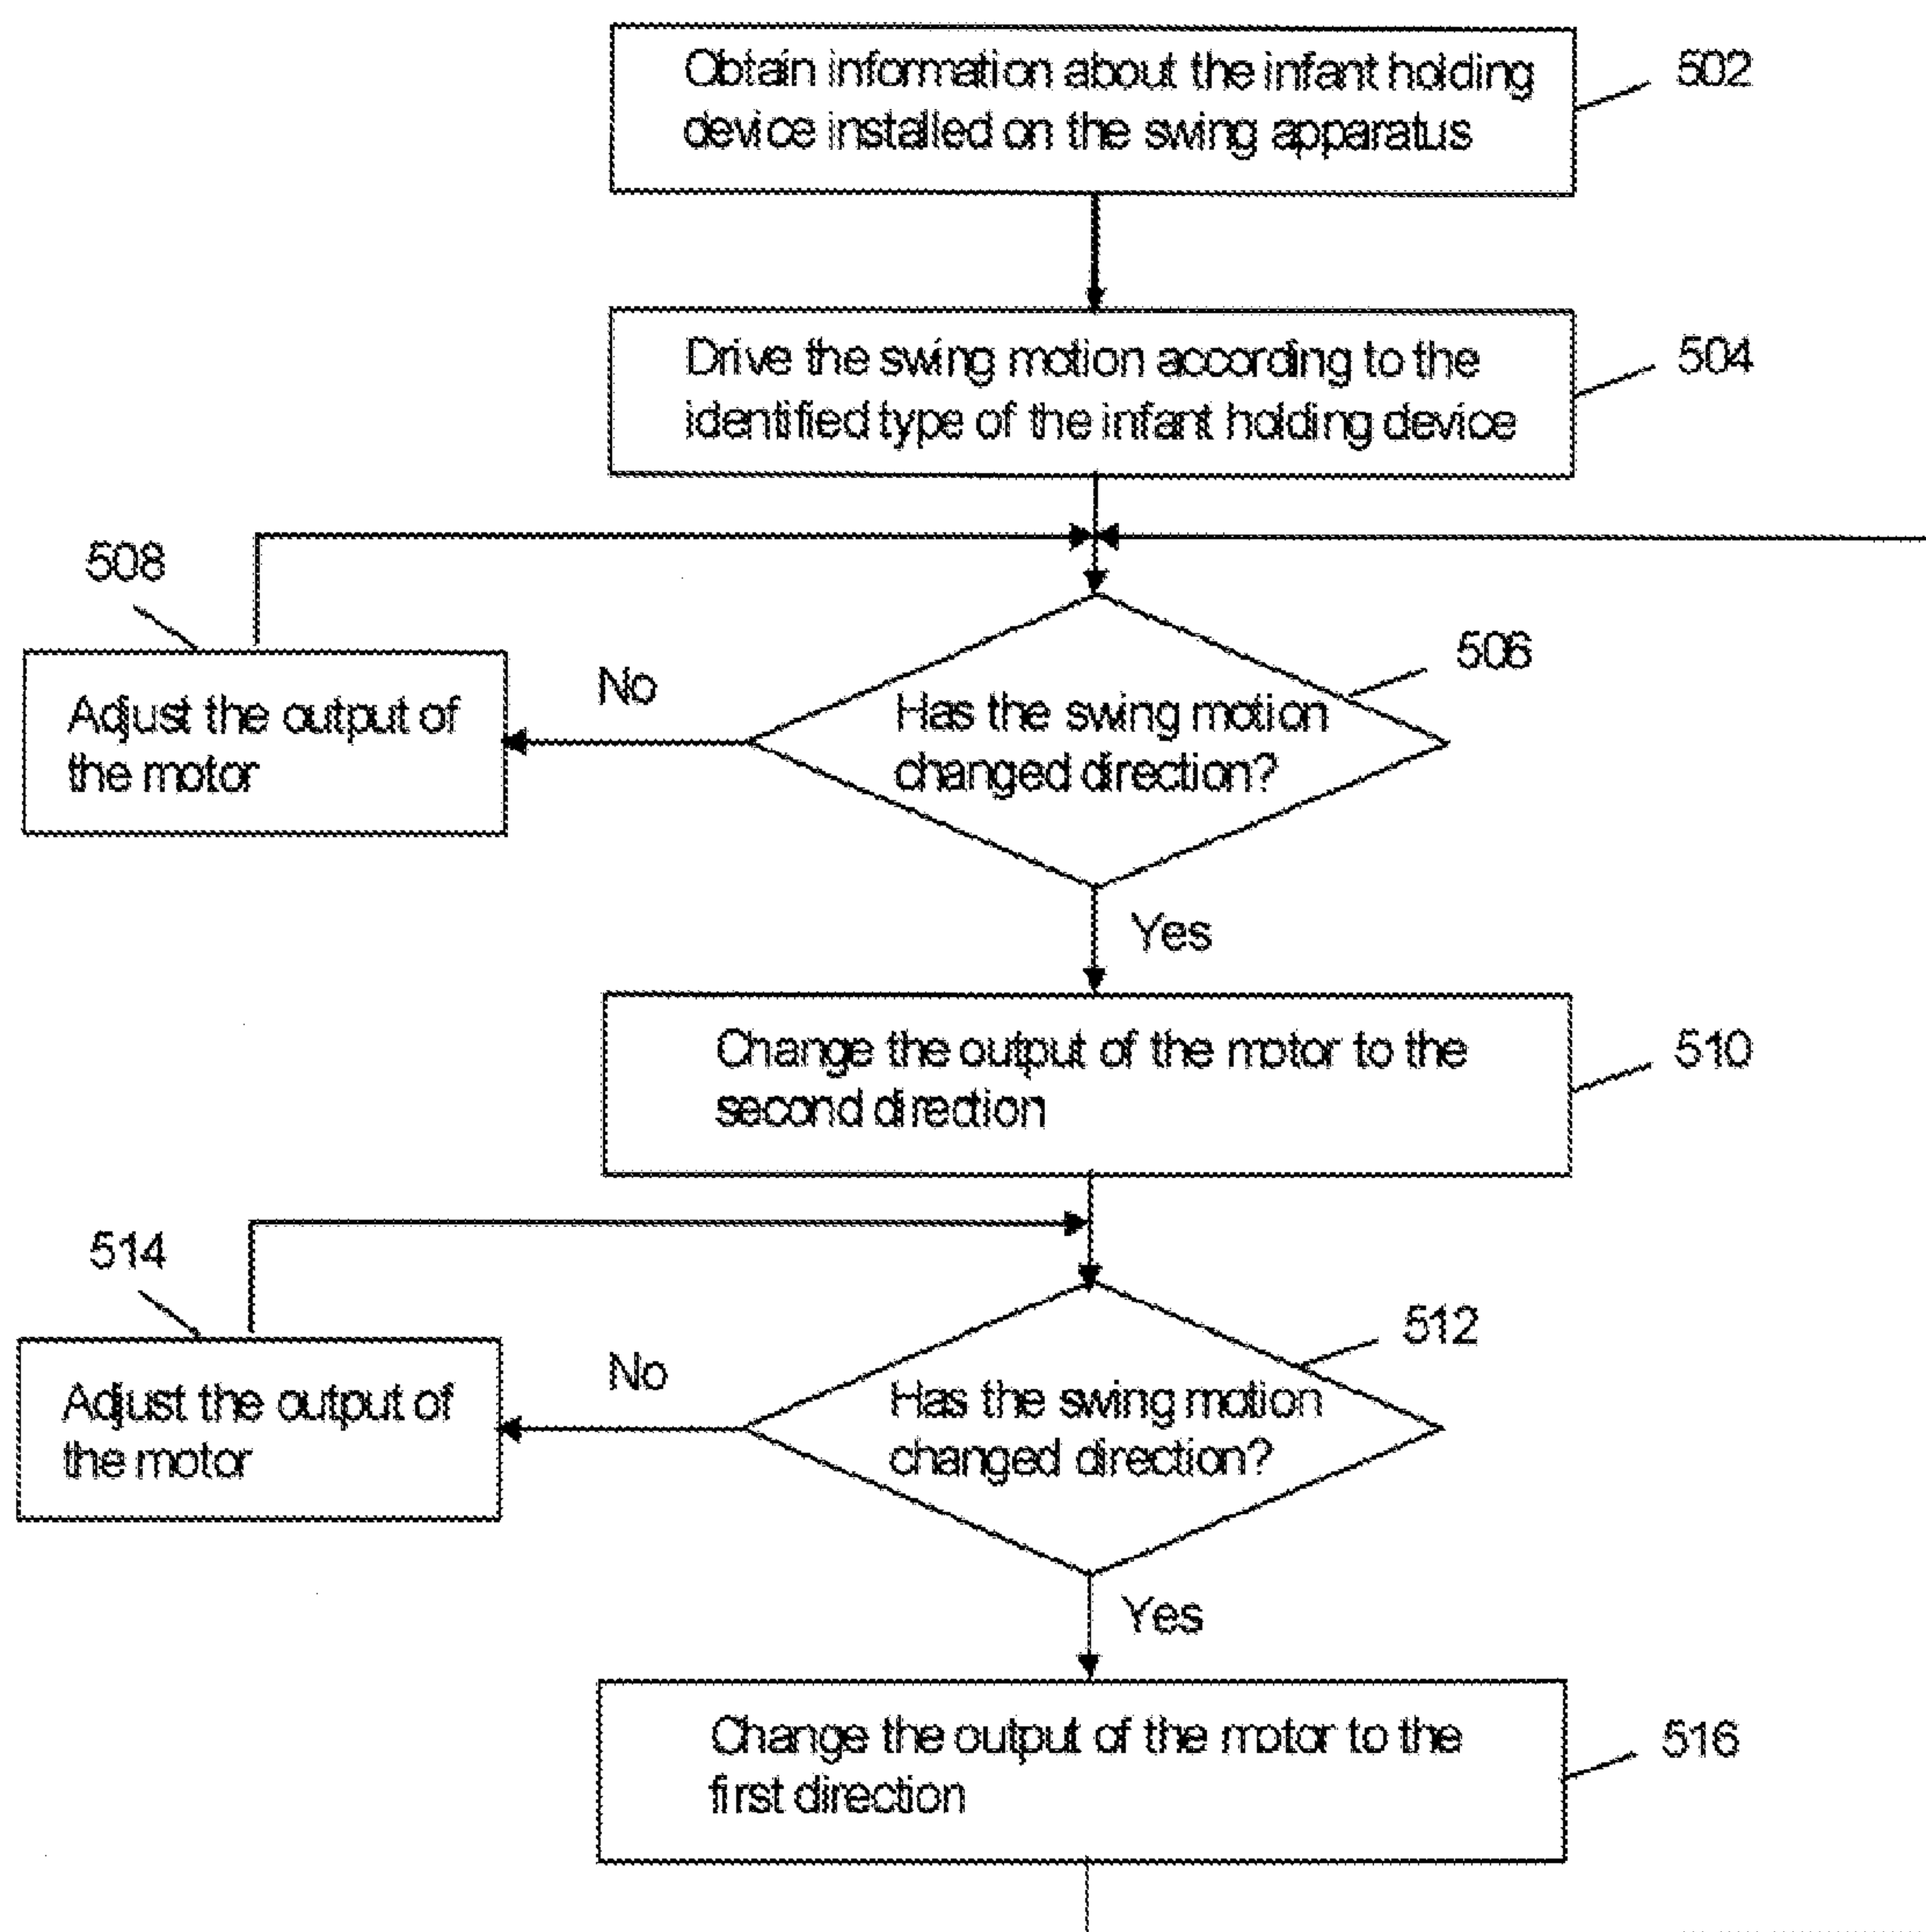 Obtain information about the infant holding
device installed on the swing apparatus
502
Drive the swing motion according to the
identified type of the infant holding device
504
508
506
Adjust the output of
the motor
No
Has the swing motion
changed direction?
Yes
Change the output of the motor to the
second direction
510
514
512
Adjust the output of
the motor
No
Has the swing motion
changed direction?
Yes
Change the output of the motor to the
first direction
516